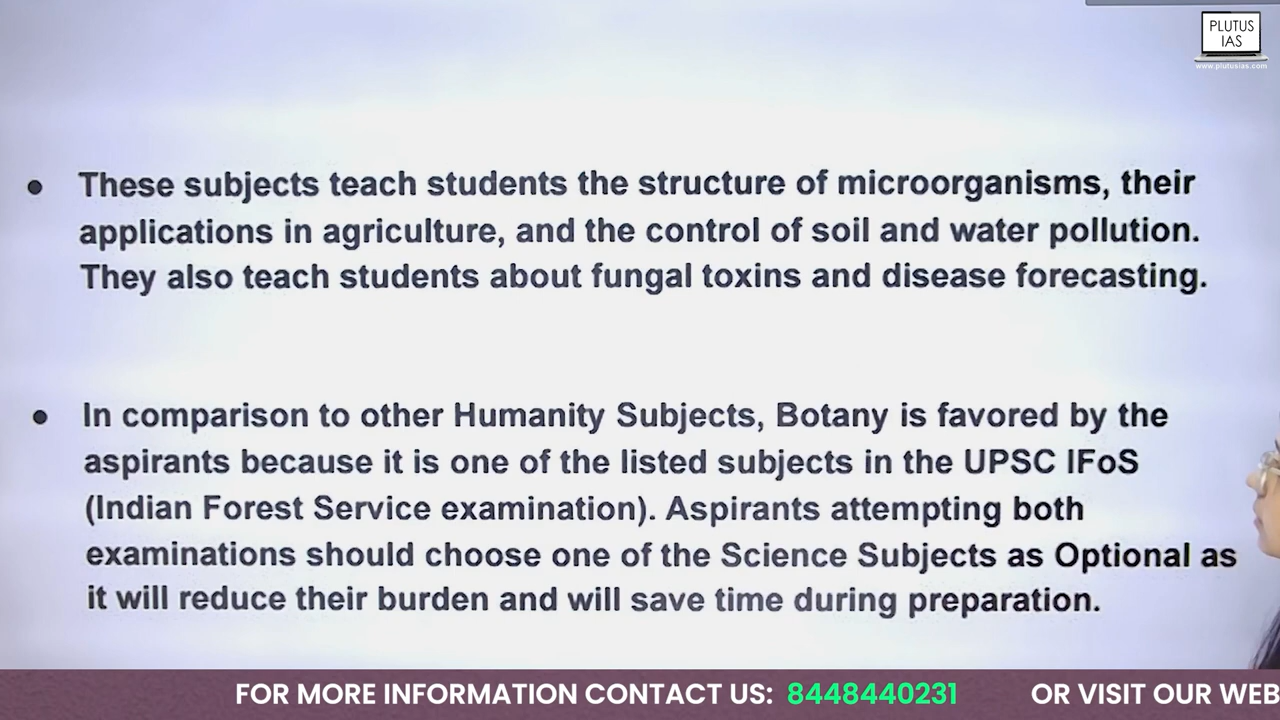 PLUTUS
IAS
www.plutusias.com
• These subjects teach students the structure of microorganisms, their
applications in agriculture, and the control of soil and water pollution.
They also teach students about fungal toxins and disease forecasting.
• In comparison to other Humanity Subjects, Botany is favored by the
aspirants because it is one of the listed subjects in the UPSC IFoS
(Indian Forest Service examination). Aspirants attempting both
examinations should choose one of the Science Subjects as Optional as
it will reduce their burden and will save time during preparation.
FOR MORE INFORMATION CONTACT US: 8448440231 OR VISIT OUR WEB